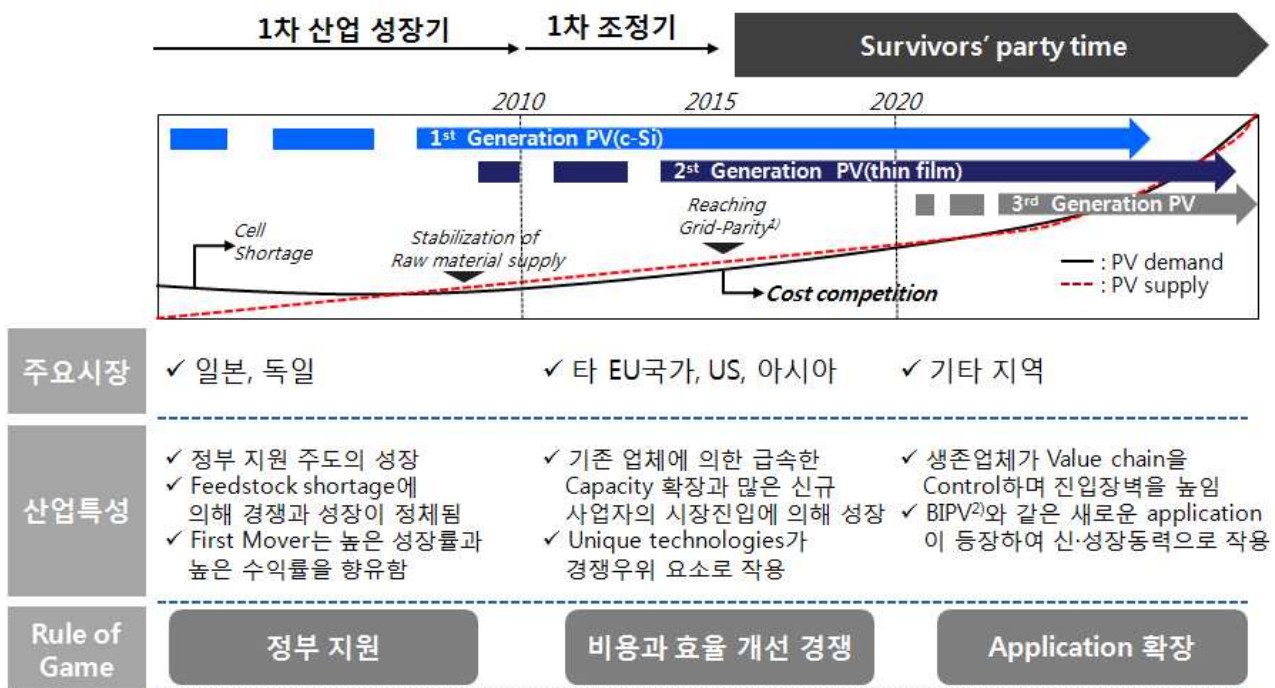 1차 산업 성장기
1차 조정기
Survivors’ party time
2010
2015
2020
1st Generation PV(c-Si)
2st Generation PV(thin film)
3rd Generation PV
Cell
Shortage
Stabilization of
Raw material supply
Reaching
Grid-Parity1)
Cost competition
: PV demand
: PV supply
주요시장
✓ 일본, 독일
✓ 타 EU국가, US, 아시아
✓ 기타 지역
산업특성
✓ 정부 지원 주도의 성장
✓ Feedstock shortage에
의해 경쟁과 성장이 정체됨
✓ First Mover는 높은 성장률과
높은 수익률을 향유함
✓ 기존 업체에 의한 급속한
Capacity 확장과 많은 신규
사업자의 시장진입에 의해 성장
✓ Unique technologies가
경쟁우위 요소로 작용
✓ 생존업체가 Value chain을
Control하며 진입장벽을 높임
✓ BIPV2)와 같은 새로운 application
이 등장하여 신·성장동력으로 작용
Rule of
Game
정부 지원
비용과 효율 개선 경쟁
Application 확장